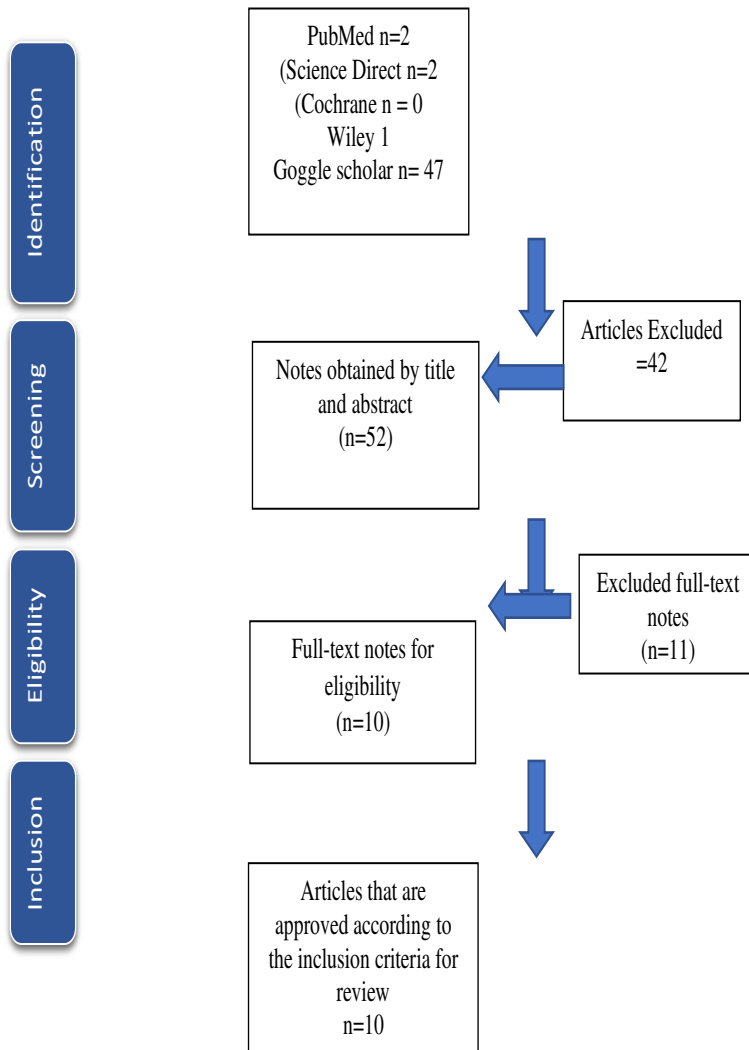 Identification
PubMed n=2
(Science Direct n=2
(Cochrane n = 0
Wiley 1
Goggle scholar n= 47
Screening
Notes obtained by title
and abstract
(n=52)
Articles Excluded
=42
Eligibility
Full-text notes for
eligibility
(n=10)
Excluded full-text
notes
(n=11)
Inclusion
Articles that are
approved according to
the inclusion criteria for
review
n=10